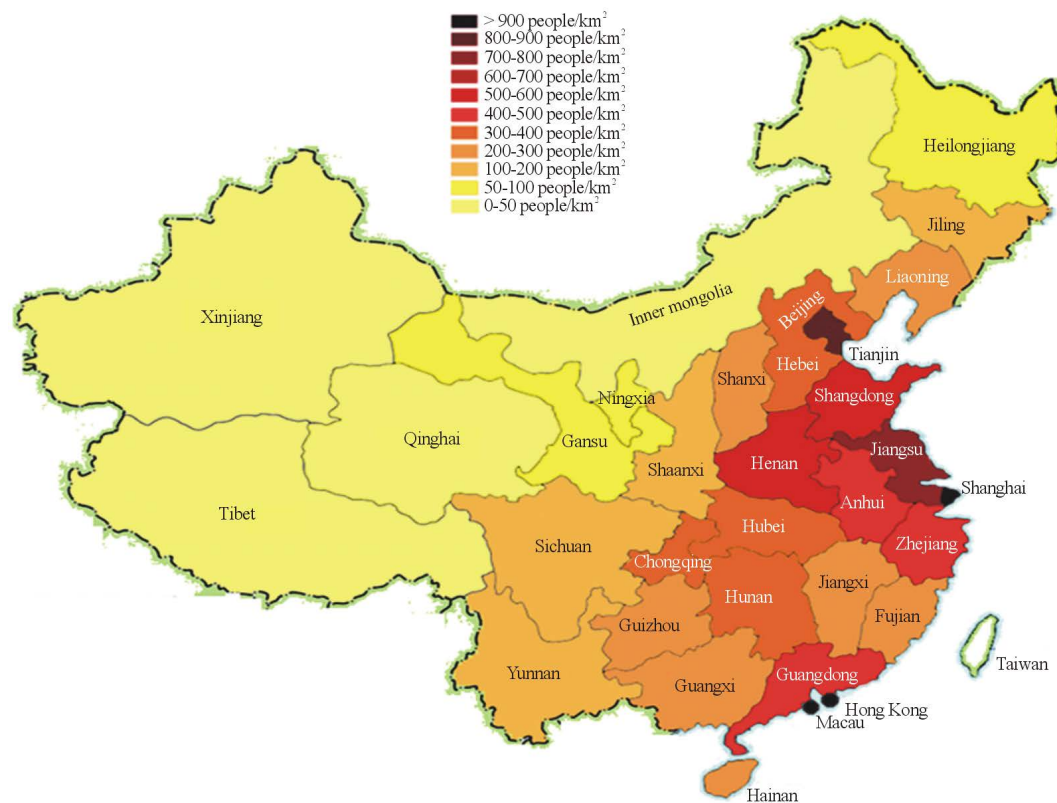 > 900 people/km²
800-900 people/km²
700-800 people/km²
600-700 people/km²
500-600 people/km²
400-500 people/km²
300-400 people/km²
200-300 people/km²
100-200 people/km²
50-100 people/km²
0-50 people/km²
Heilongjiang
Jiling
Liaoning
Inner mongolia
Beijing
Xinjiang
Tianjin
Hebei
Shanxi
Shangdong
Ningxia
Qinghai
Gansu
Jiangsu
Henan
Shaanxi
Shanghai
Anhui
Tibet
Hubei
Zhejiang
Sichuan
Chongqing
Jiangxi
Hunan
Fujian
Guizhou
Taiwan
Yunnan
Guangxi
Guangdong
Hong Kong
Macau
Hainan